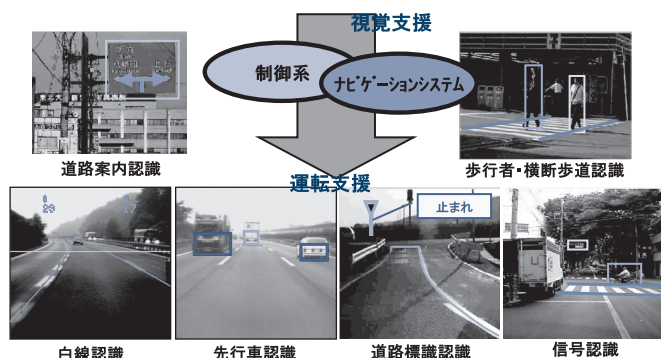 視覚支援
制御系
ナビゲーションシステム
道路案内認識
歩行者・横断歩道認識
運転支援
止まれ
白線認識
先行車認識
道路標識認識
信号認識